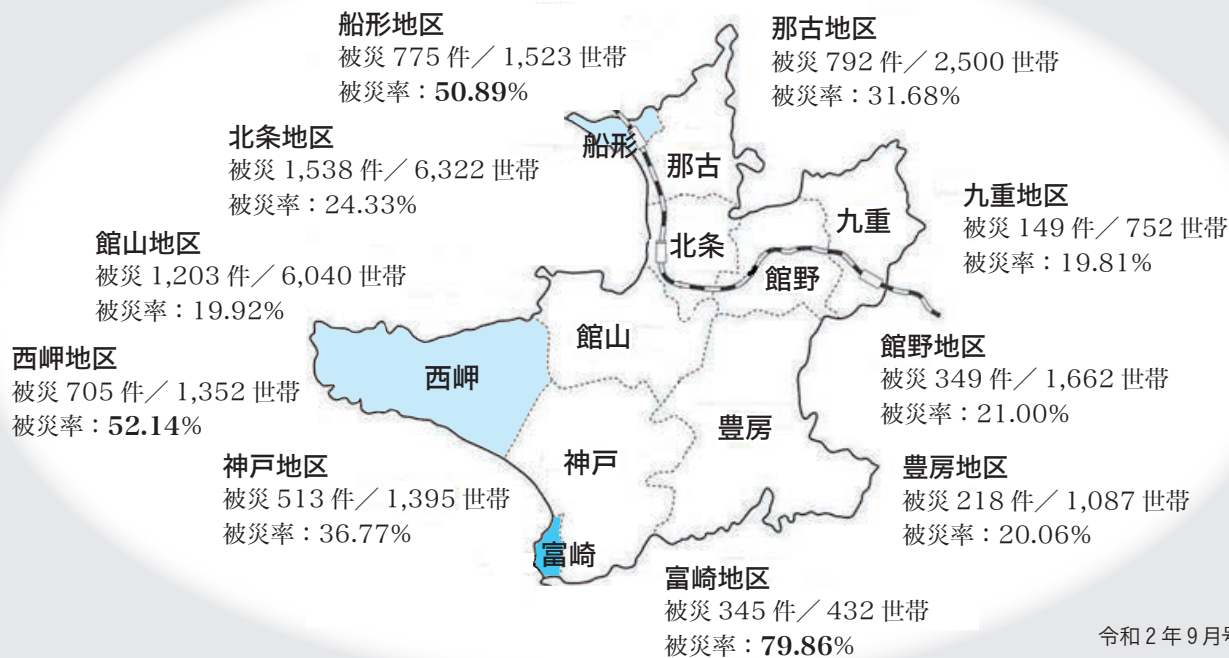 船形地区
被災 775 件／ 1,523 世帯
被災率：50.89%
那古地区
被災 792 件／ 2,500 世帯
被災率：31.68%
北条地区
被災 1,538 件／ 6,322 世帯
被災率：24.33%
九重地区
被災 149 件／ 752 世帯
被災率：19.81%
館山地区
被災 1,203 件／ 6,040 世帯
被災率：19.92%
西岬地区
被災 705 件／ 1,352 世帯
被災率：52.14%
館野地区
被災 349 件／ 1,662 世帯
被災率：21.00%
神戸地区
被災 513 件／ 1,395 世帯
被災率：36.77%
豊房地区
被災 218 件／ 1,087 世帯
被災率：20.06%
富崎地区
被災 345 件／ 432 世帯
被災率：79.86%
船形
那古
九重
北条
館野
館山
西岬
豊房
神戸
富崎
令和 2 年 9 月号